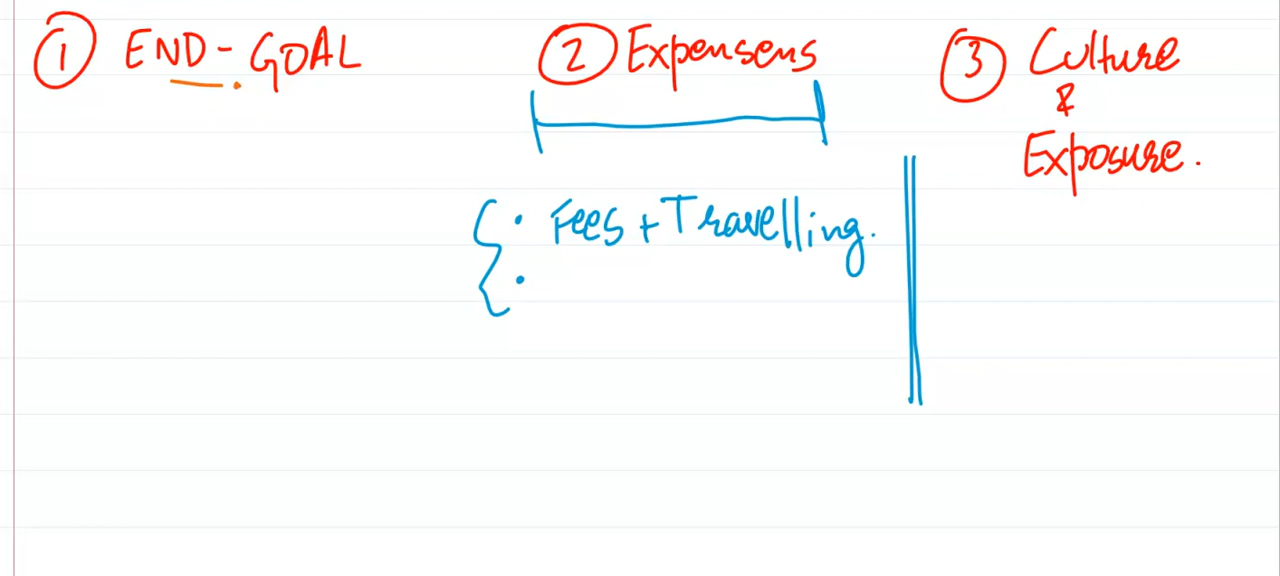 ① END-GOAL
② Expensens
③ Culture
&
Exposure.
• Fees + Travelling.
•